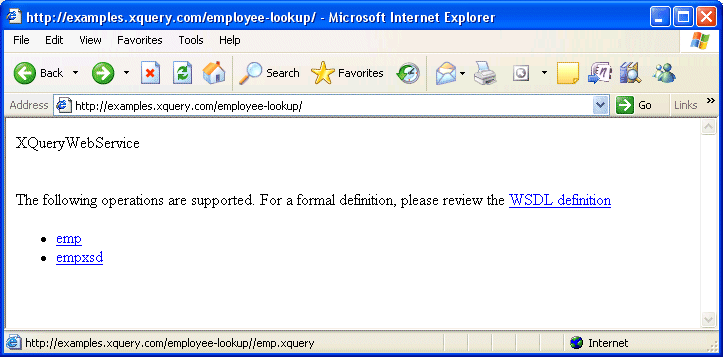 http://examples.xquery.com/employee-lookup/ - Microsoft Internet Explorer
File Edit View Favorites Tools Help
Back Search Favorites
Address http://examples.xquery.com/employee-lookup/ Go Links »
XQueryWebService
The following operations are supported. For a formal definition, please review the WSDL definition
• emp
• empxsd
http://examples.xquery.com/employee-lookup//emp.xquery Internet